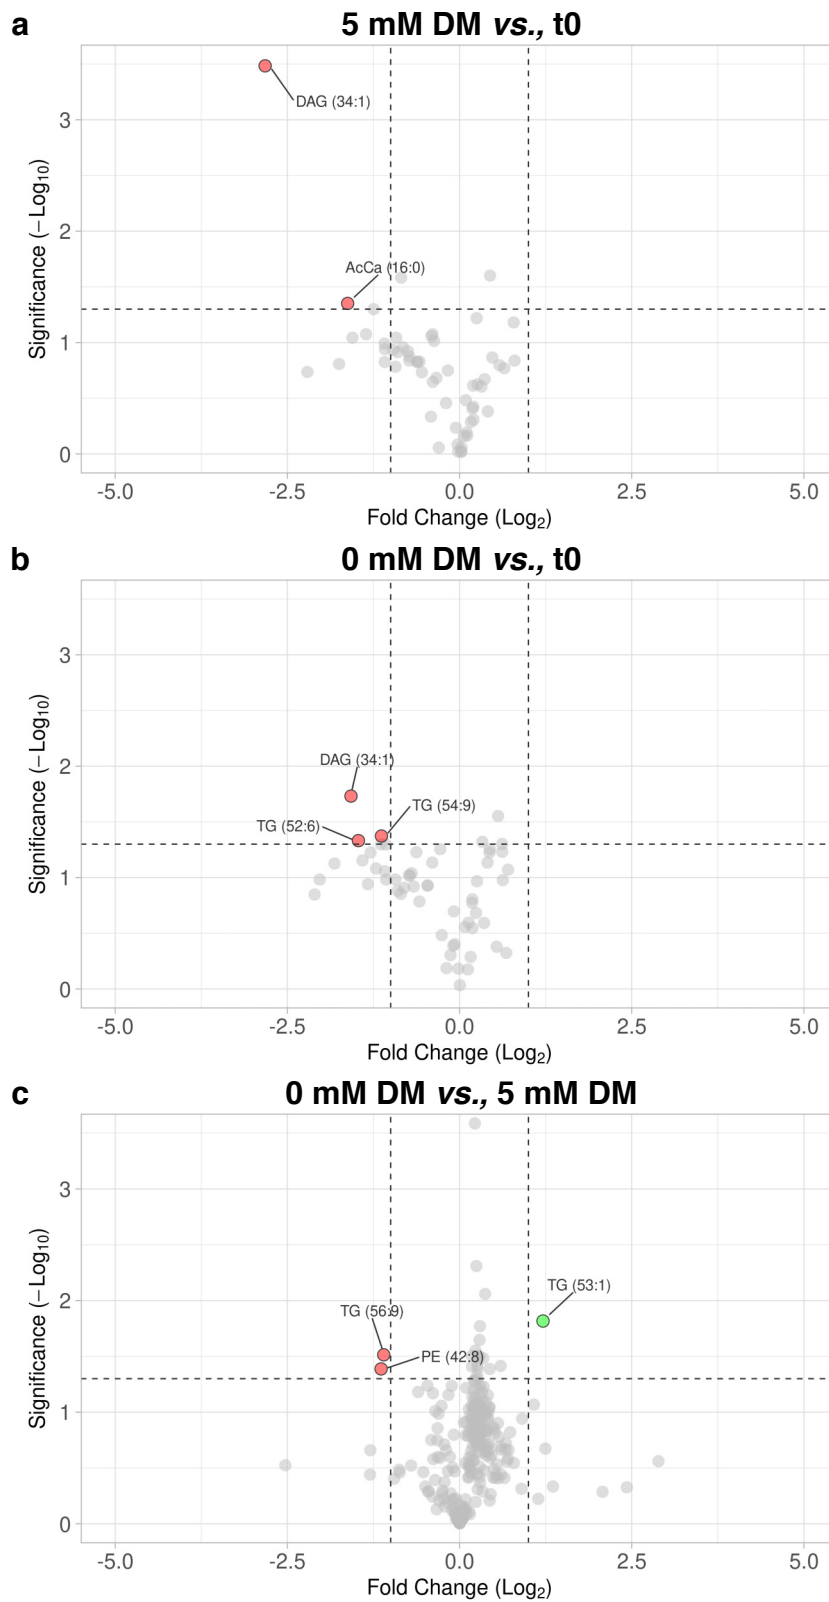 a 5 mM DM vs., t0
Significance (−Log₁₀)
3
2
1
0
DAG (34:1)
AcCa (16:0)
-5.0 -2.5 0.0 2.5 5.0
Fold Change (Log₂)
b 0 mM DM vs., t0
Significance (−Log₁₀)
3
2
1
0
DAG (34:1)
TG (54:9)
TG (52:6)
-5.0 -2.5 0.0 2.5 5.0
Fold Change (Log₂)
c 0 mM DM vs., 5 mM DM
Significance (−Log₁₀)
3
2
1
0
TG (53:1)
TG (56:9)
PE (42:8)
-5.0 -2.5 0.0 2.5 5.0
Fold Change (Log₂)